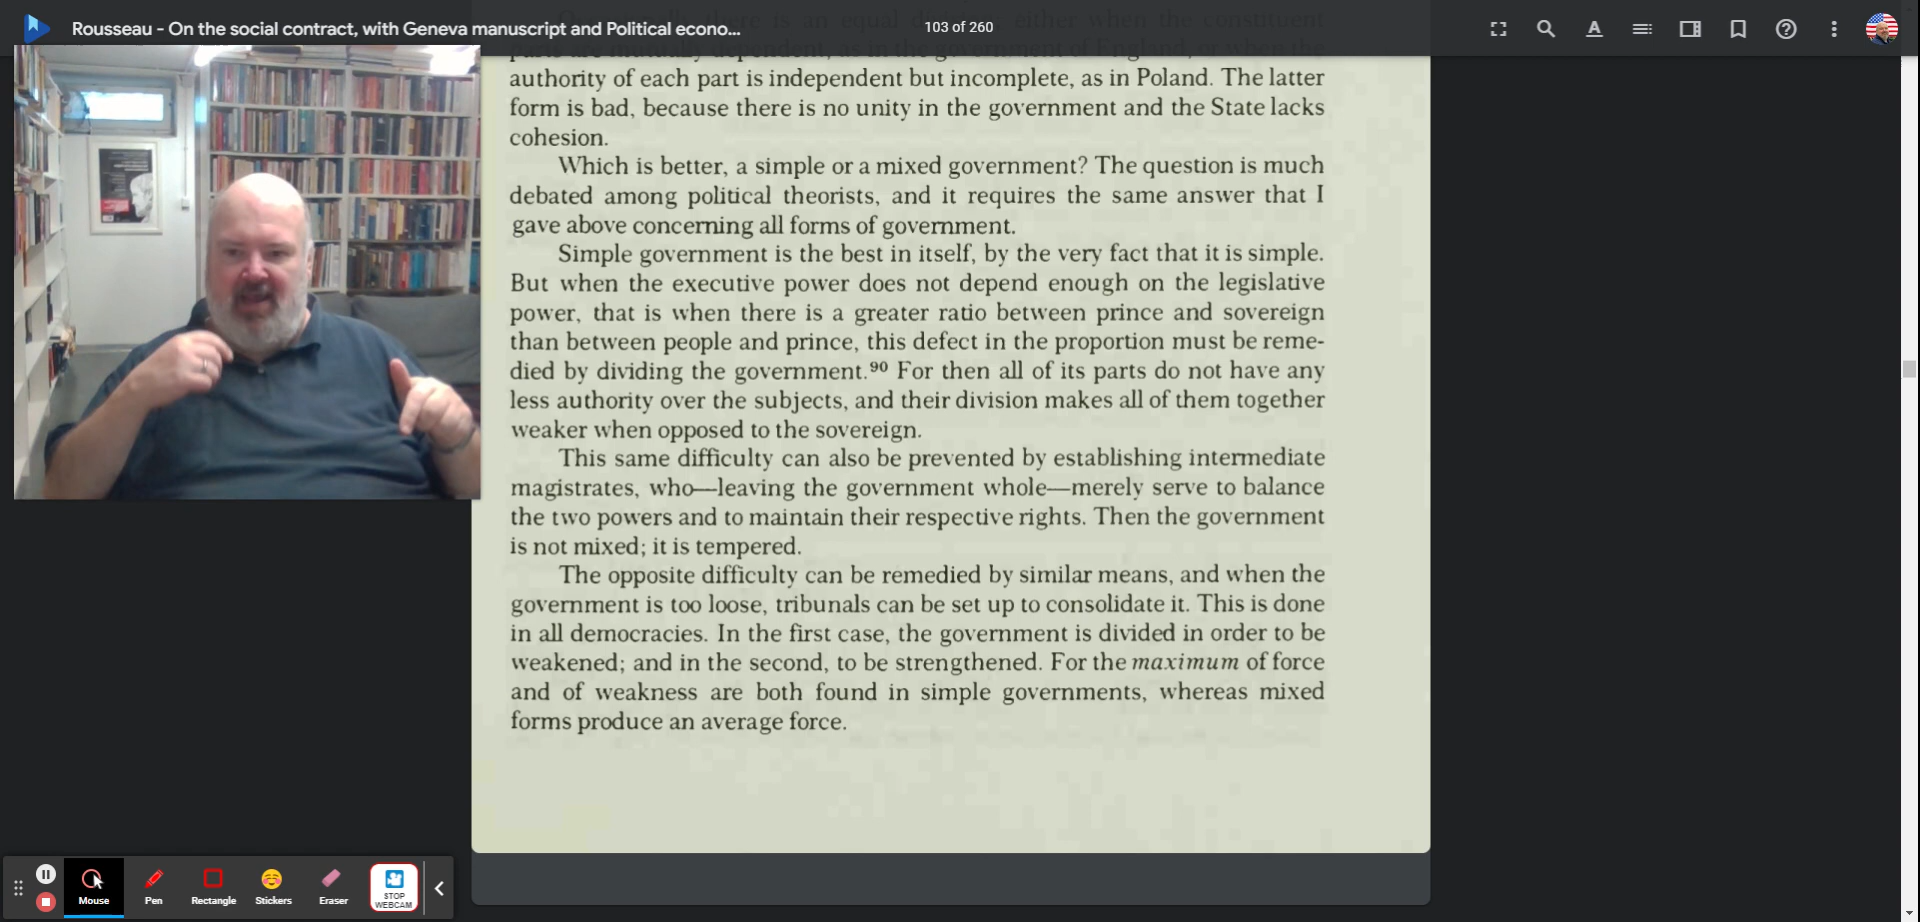 Rousseau - On the social contract, with Geneva manuscript and Political econo...
103 of 260
authority of each part is independent but incomplete, as in Poland. The latter
form is bad, because there is no unity in the government and the State lacks
cohesion.
Which is better, a simple or a mixed government? The question is much
debated among political theorists, and it requires the same answer that I
gave above concerning all forms of government.
Simple government is the best in itself, by the very fact that it is simple.
But when the executive power does not depend enough on the legislative
power, that is when there is a greater ratio between prince and sovereign
than between people and prince, this defect in the proportion must be reme-
died by dividing the government.⁹⁰ For then all of its parts do not have any
less authority over the subjects, and their division makes all of them together
weaker when opposed to the sovereign.
This same difficulty can also be prevented by establishing intermediate
magistrates, who—leaving the government whole—merely serve to balance
the two powers and to maintain their respective rights. Then the government
is not mixed; it is tempered.
The opposite difficulty can be remedied by similar means, and when the
government is too loose, tribunals can be set up to consolidate it. This is done
in all democracies. In the first case, the government is divided in order to be
weakened; and in the second, to be strengthened. For the maximum of force
and of weakness are both found in simple governments, whereas mixed
forms produce an average force.
Mouse
Pen
Rectangle
Stickers
Eraser
STOP
WEBCAM